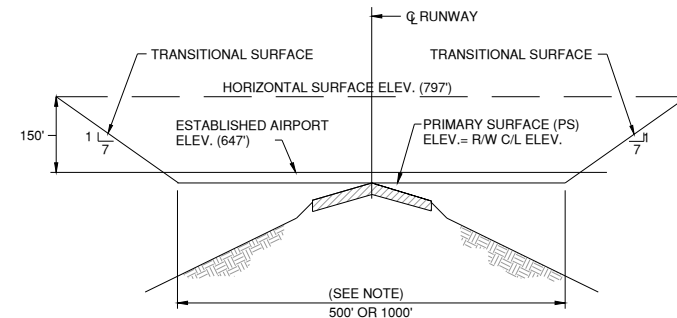 ℄ RUNWAY
TRANSITIONAL SURFACE
TRANSITIONAL SURFACE
HORIZONTAL SURFACE ELEV. (797')
150'
1
7
ESTABLISHED AIRPORT
ELEV. (647')
PRIMARY SURFACE (PS)
ELEV.= R/W C/L ELEV.
1
7
(SEE NOTE)
500' OR 1000'